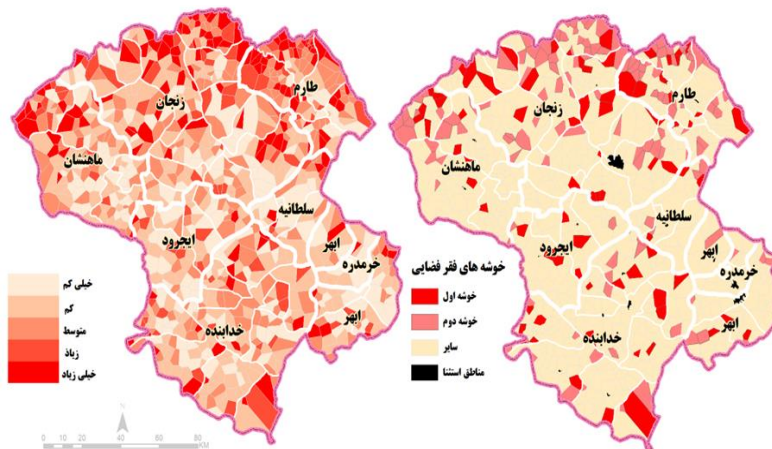 زنجان
طارم
ماهنشان
سلطانیه
ایجرود
ابهر
خرمدره
ابهر
خدابنده
خیلی کم
کم
متوسط
زیاد
خیلی زیاد
0 5 10 20 40 60 80
KM
زنجان
طارم
ماهنشان
سلطانیه
ایجرود
ابهر
خرمدره
ابهر
خدابنده
خوشه های فقر فضایی
خوشه اول
خوشه دوم
سایر
مناطق استثنا